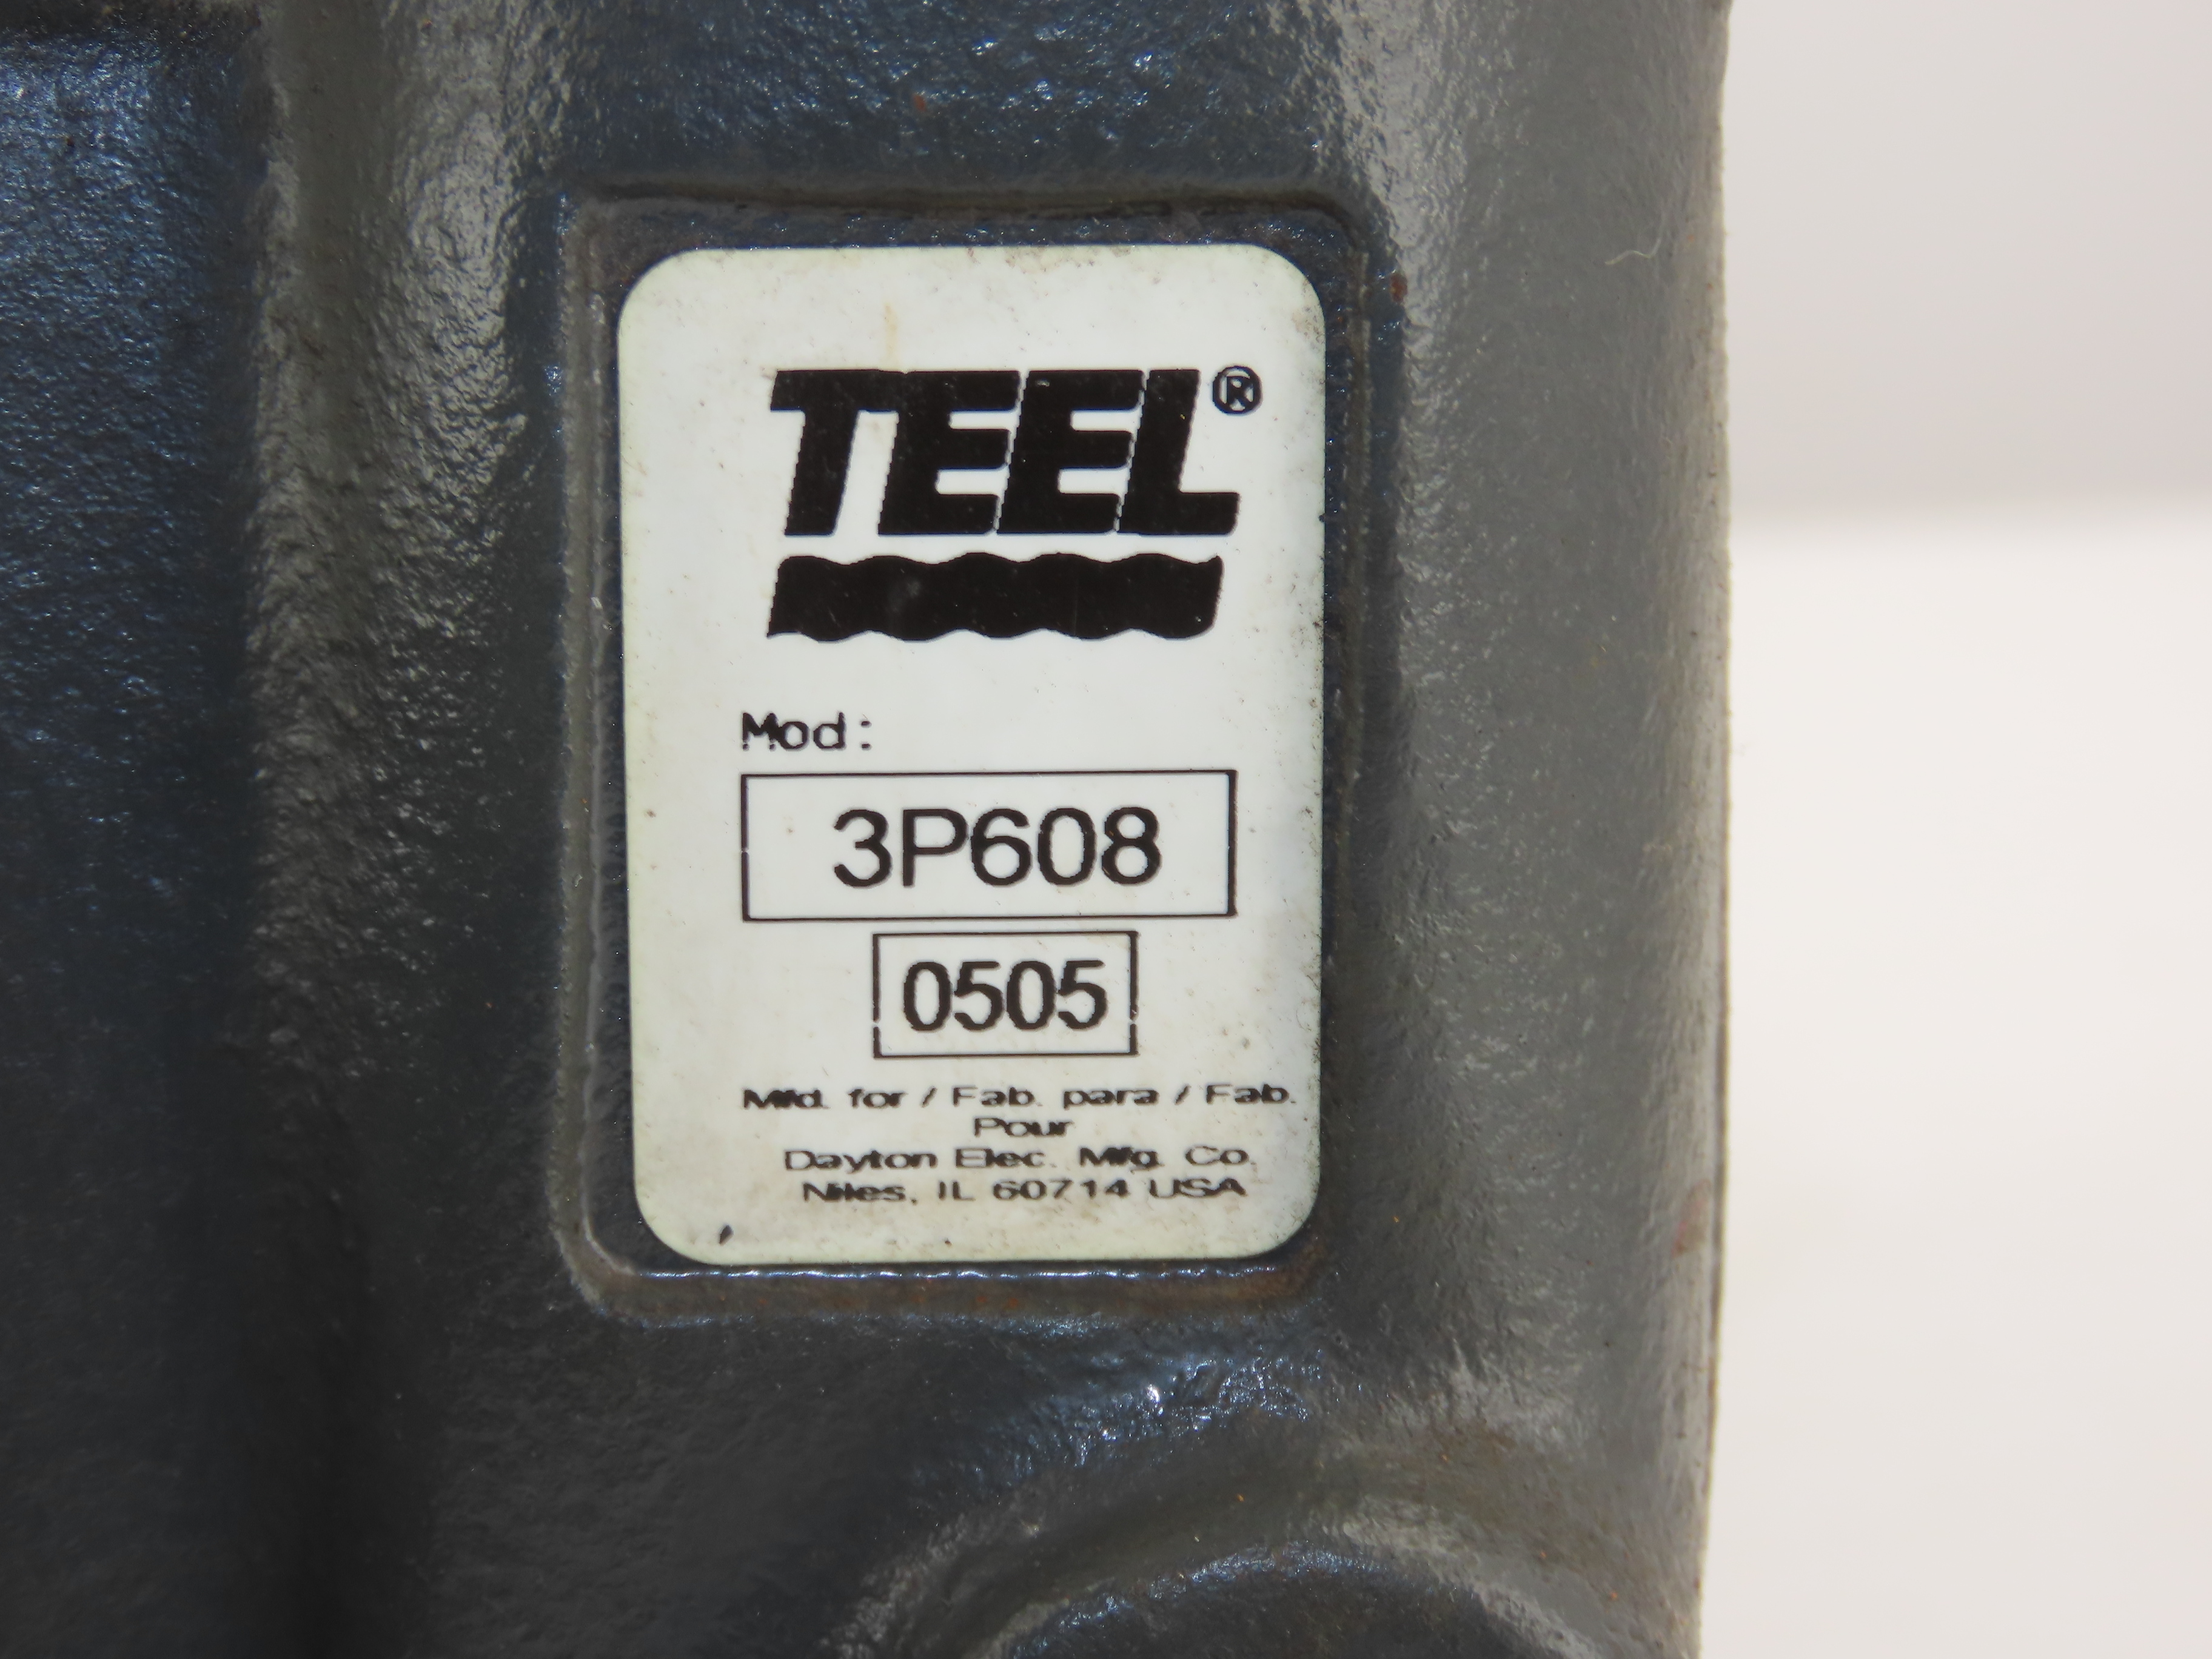 TEEL®
Mod:
3P608
0505
Mfd. for / Fab. para / Fab.
Pour
Dayton Elec. Mfg. Co.
Niles, IL 60714 USA